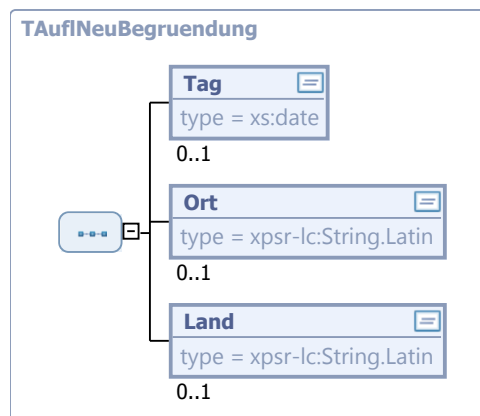 TAuflNeuBegruendung
Tag
type = xs:date
0..1
Ort
type = xpsr-lc:String.Latin
0..1
Land
type = xpsr-lc:String.Latin
0..1